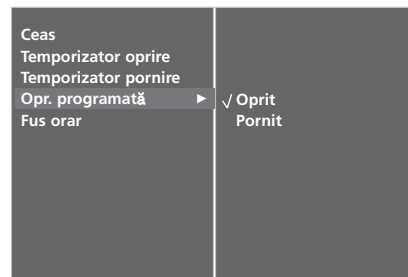 Ceas
Temporizator oprire
Temporizator pornire
Opr. programată ► √ Oprit
Fus orar Pornit